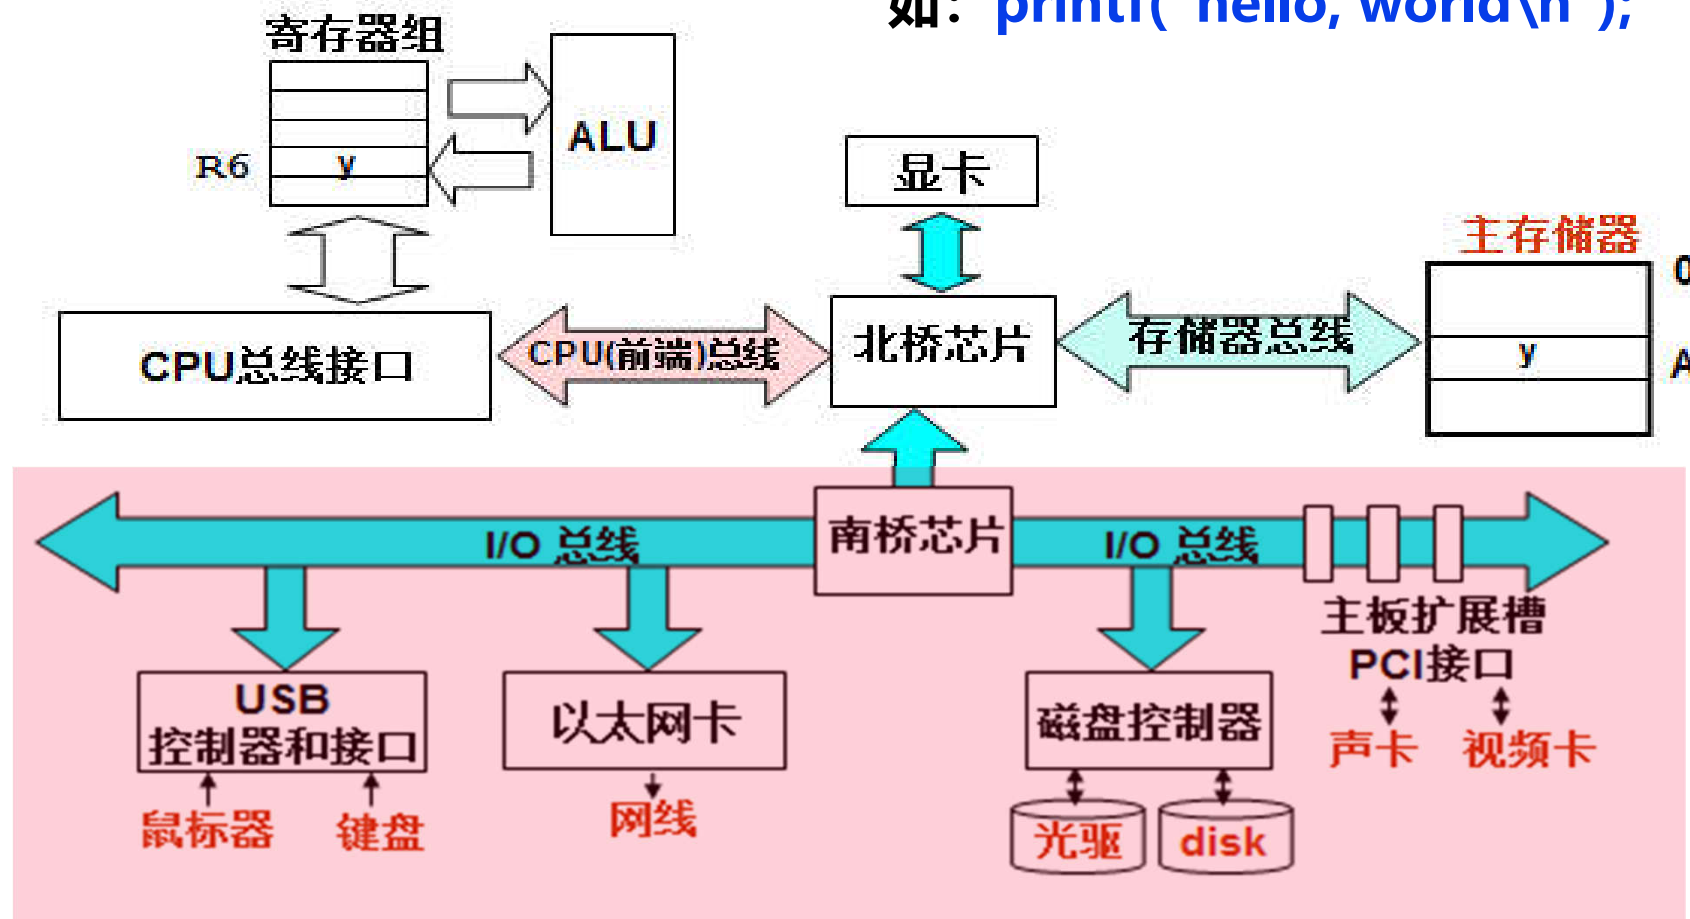 如：printf("hello, world\n");
寄存器组
ALU
R6
y
显卡
主存储器
0
CPU总线接口
CPU(前端)总线
北桥芯片
存储器总线
y
A
I/O 总线
南桥芯片
I/O 总线
主板扩展槽
PCI接口
USB
控制器和接口
以太网卡
磁盘控制器
声卡
视频卡
鼠标器
键盘
网线
光驱
disk